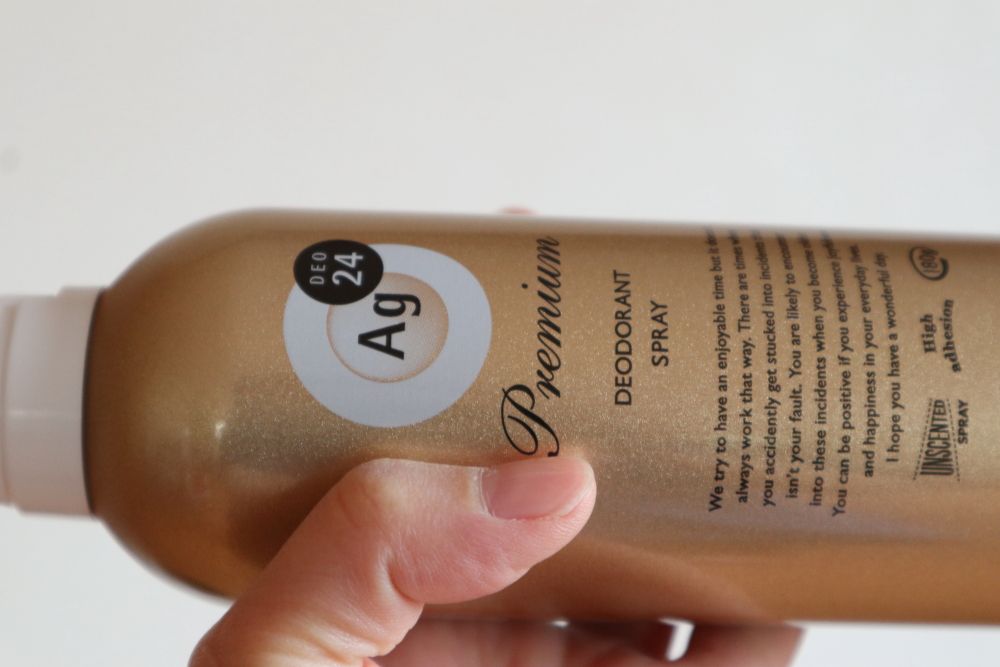 DEO
24
Ag
Premium
DEODORANT
SPRAY
We try to have an enjoyable time but it
always work that way. There are times
you accidently get stucked into incidents
isn't your fault. You are likely to
into these incidents when you become
You can be positive if you experience
and happiness in your everyday lives.
I hope you have a wonderful day.
UNSCENTED
SPRAY
High
adhesion
180g